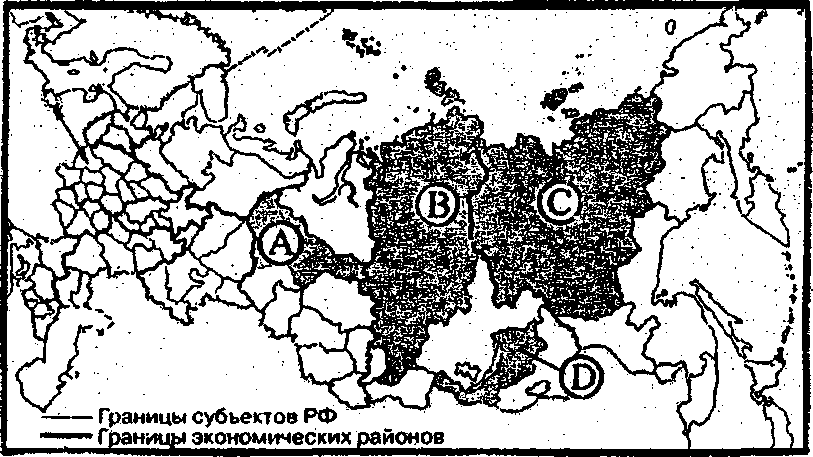 A
B
C
D
Границы субъектов РФ
Границы экономических районов